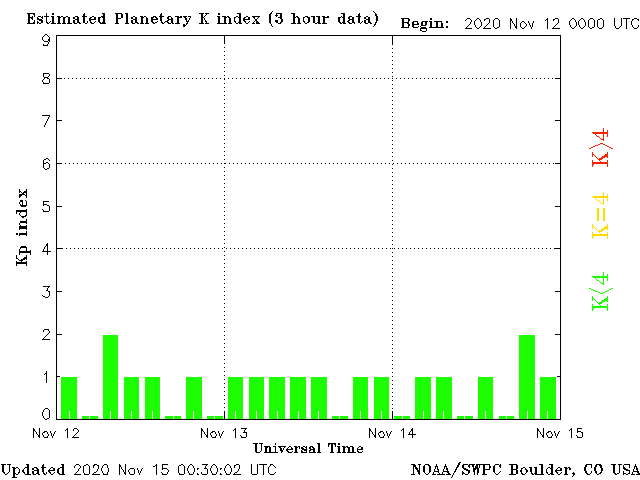 Estimated Planetary K index (3 hour data) Begin: 2020 Nov 12 0000 UTC
9
8
7
6
5
4
3
2
1
0
Kp index
K>4
K=4
K<4
Nov 12 Nov 13 Nov 14 Nov 15
Universal Time
Updated 2020 Nov 15 00:30:02 UTC NOAA/SWPC Boulder, CO USA